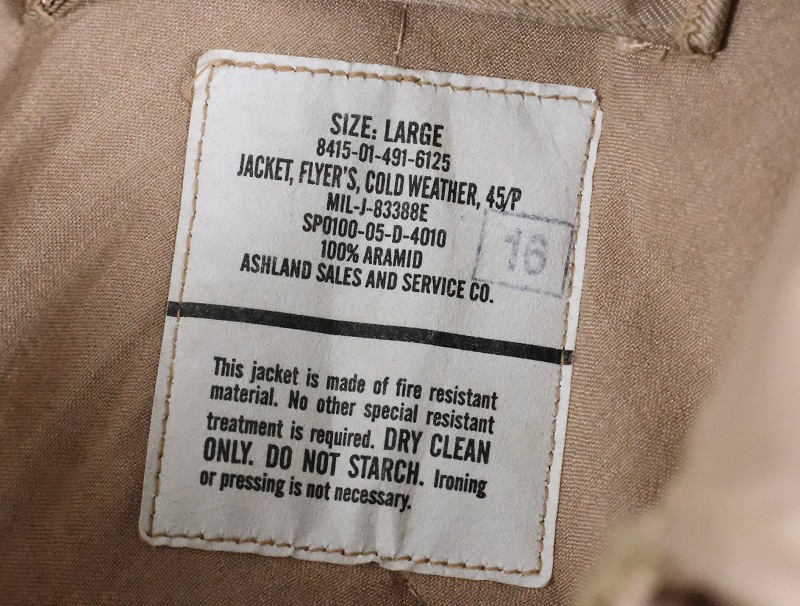 SIZE: LARGE
8415-01-491-6125
JACKET, FLYER'S, COLD WEATHER, 45/P
MIL-J-83388E
SP0100-05-D-4010
100% ARAMID
ASHLAND SALES AND SERVICE CO.
16
This jacket is made of fire resistant
material. No other special resistant
treatment is required. DRY CLEAN
ONLY. DO NOT STARCH. Ironing
or pressing is not necessary.